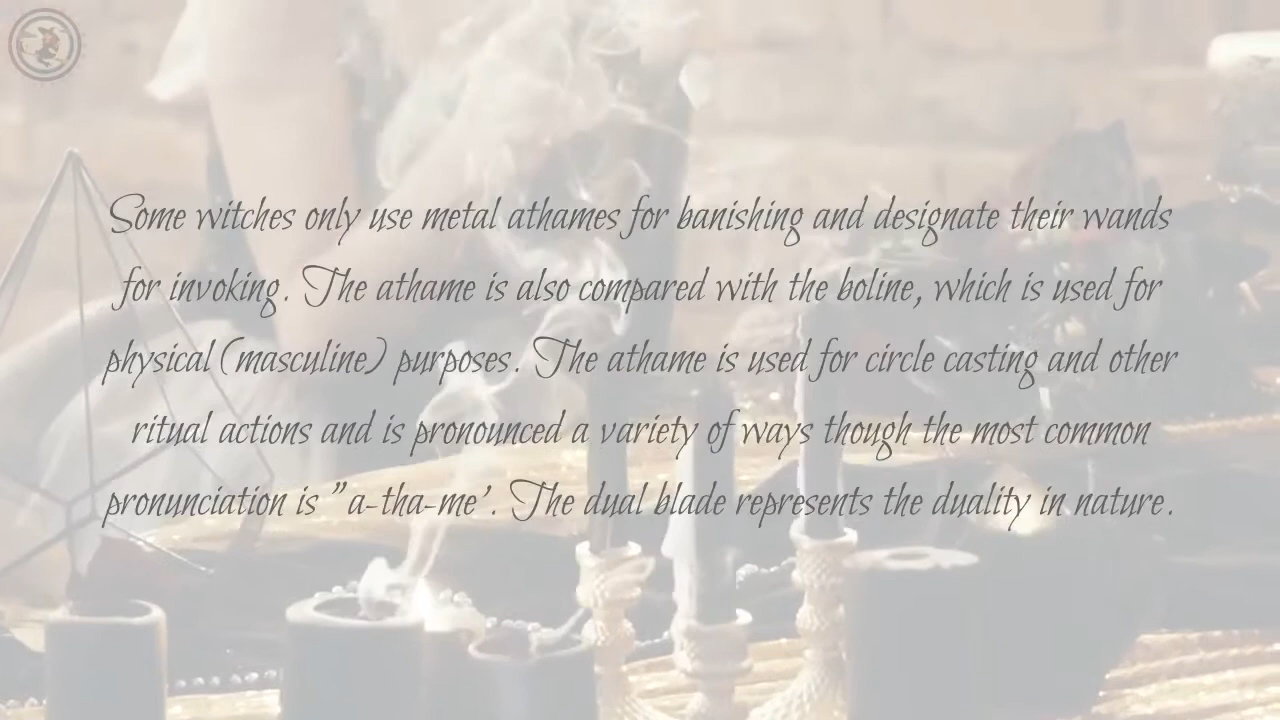 Some witches only use metal athames for banishing and designate their wands
for invoking. The athame is also compared with the boline, which is used for
physical (masculine) purposes. The athame is used for circle casting and other
ritual actions and is pronounced a variety of ways though the most common
pronunciation is "a-tha-me'. The dual blade represents the duality in nature.